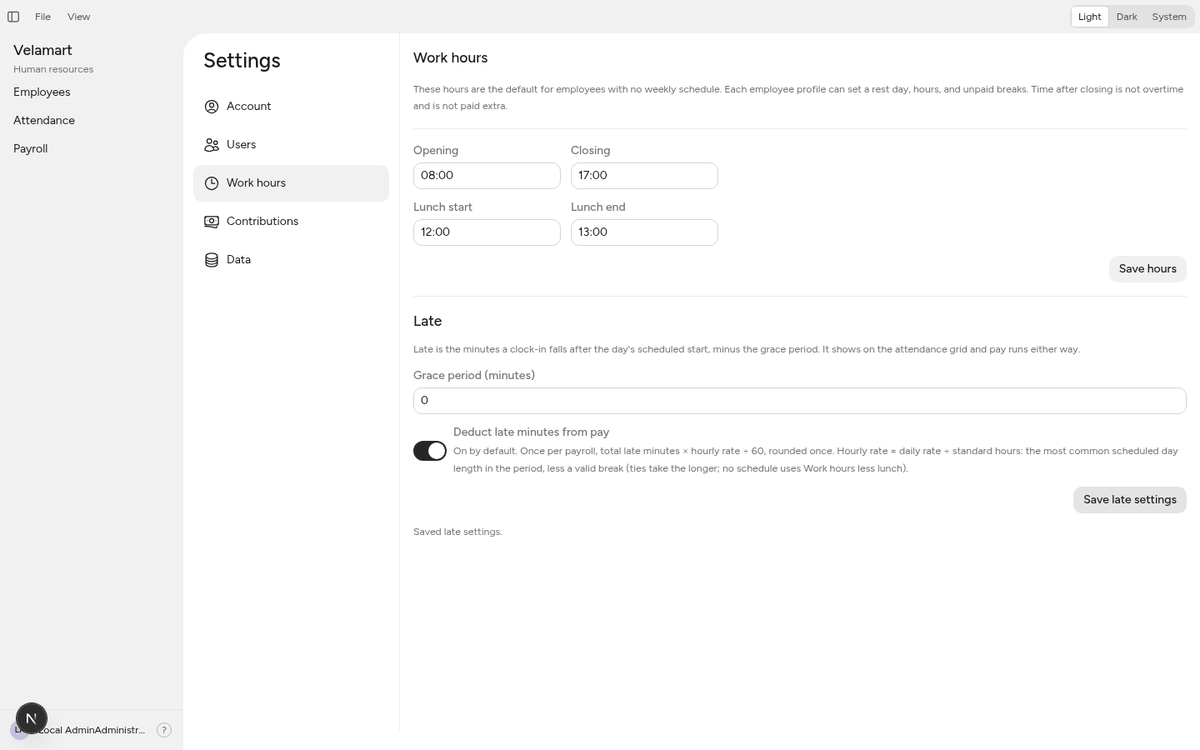 File View
Light Dark System
Velamart
Human resources
Employees
Attendance
Payroll
Settings
Account
Users
Work hours
Contributions
Data
Work hours
These hours are the default for employees with no weekly schedule. Each employee profile can set a rest day, hours, and unpaid breaks. Time after closing is not overtime
and is not paid extra.
Opening Closing
08:00 17:00
Lunch start Lunch end
12:00 13:00
Save hours
Late
Late is the minutes a clock-in falls after the day's scheduled start, minus the grace period. It shows on the attendance grid and pay runs either way.
Grace period (minutes)
0
Deduct late minutes from pay
On by default. Once per payroll, total late minutes × hourly rate ÷ 60, rounded once. Hourly rate = daily rate ÷ standard hours: the most common scheduled day
length in the period, less a valid break (ties take the longer; no schedule uses Work hours less lunch).
Save late settings
Saved late settings.
N
Local AdminAdministr... ?